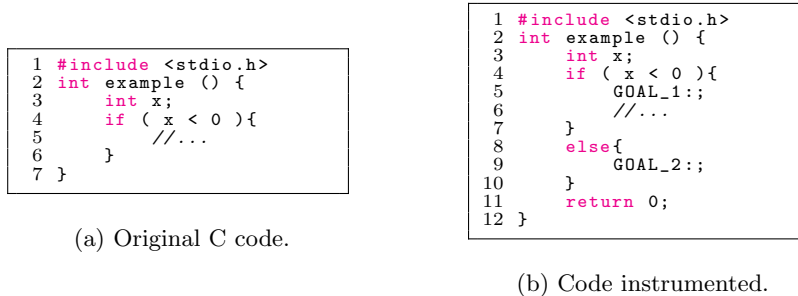 1 #include <stdio.h>
2 int example () {
3 int x;
4 if ( x < 0 ){
5 //...
6 }
7 }
(a) Original C code.
1 #include <stdio.h>
2 int example () {
3 int x;
4 if ( x < 0 ){
5 GOAL_1:;
6 //...
7 }
8 else{
9 GOAL_2:;
10 }
11 return 0;
12 }
(b) Code instrumented.